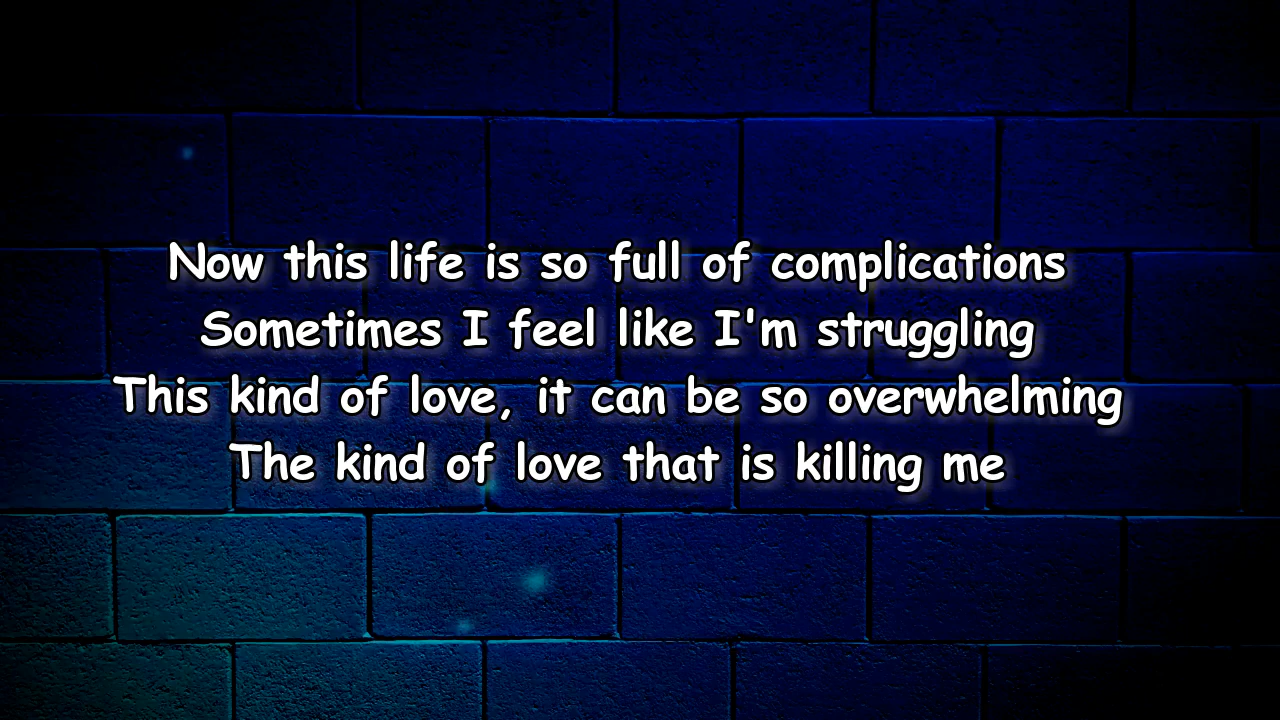 Now this life is so full of complications
Sometimes I feel like I'm struggling
This kind of love, it can be so overwhelming
The kind of love that is killing me